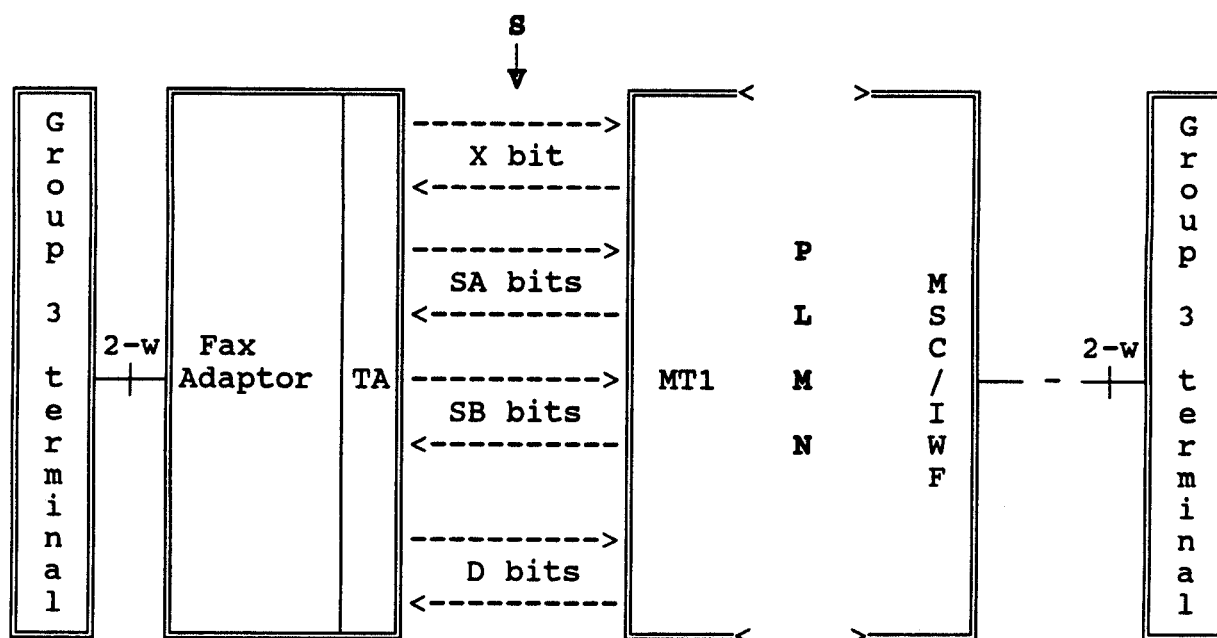 S
Group 3 terminal
2-w
Fax
Adaptor
TA
X bit
SA bits
SB bits
D bits
MT1
PLMN
MSC/IWF
2-w
Group 3 terminal